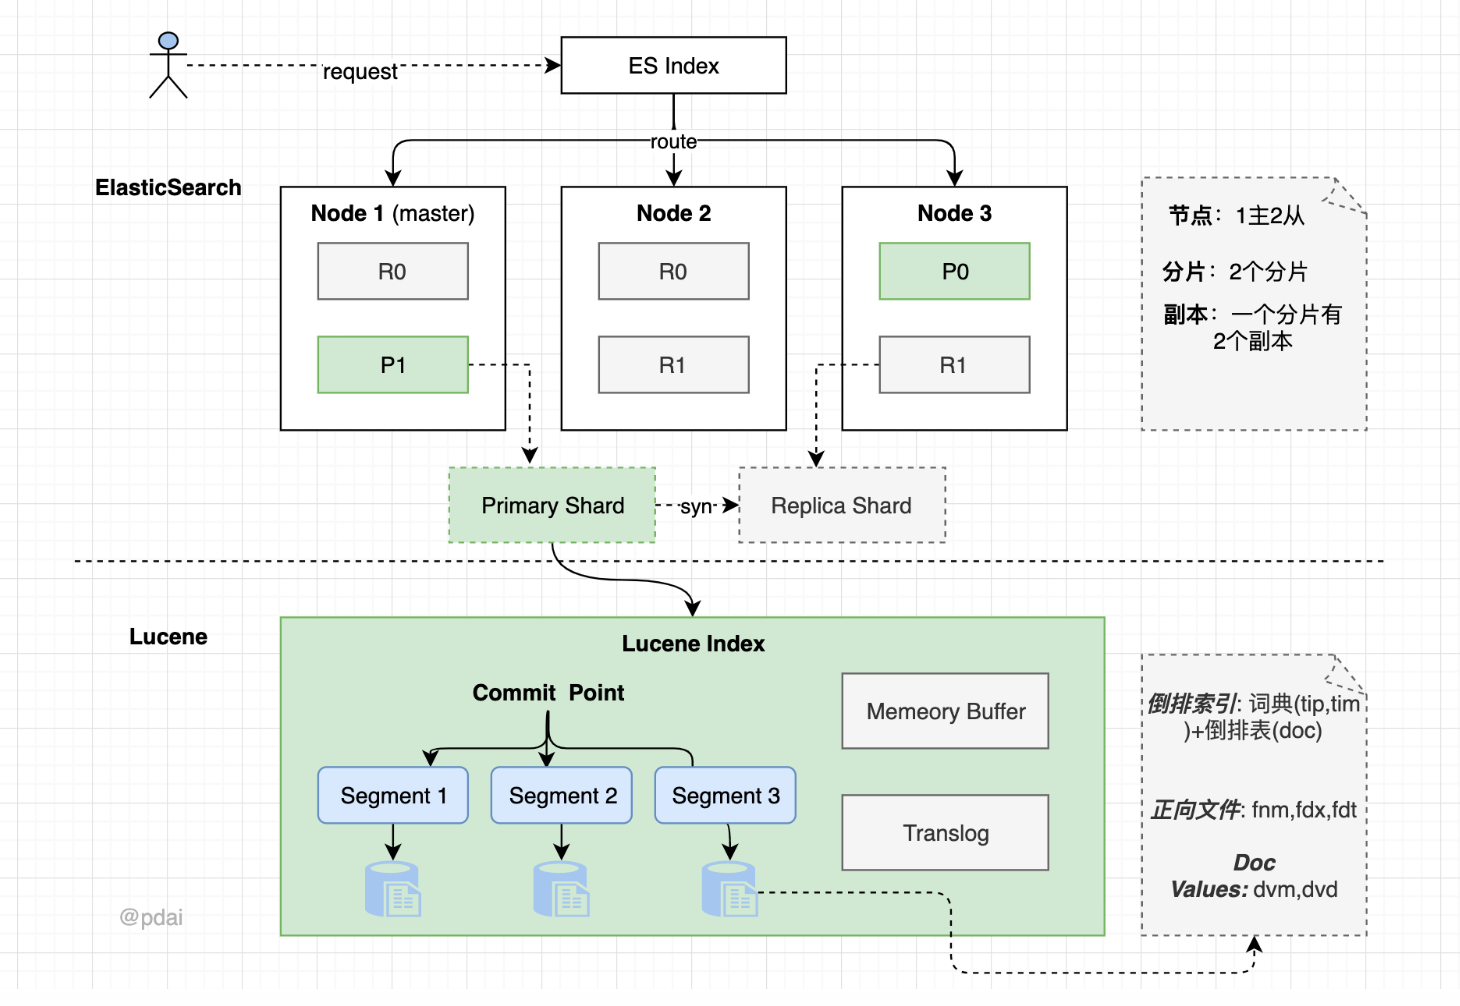 request
ES Index
route
ElasticSearch
Node 1 (master)
R0
P1
Node 2
R0
R1
Node 3
P0
R1
节点：1主2从
分片：2个分片
副本：一个分片有
2个副本
Primary Shard
syn
Replica Shard
Lucene
Lucene Index
Commit Point
Segment 1
Segment 2
Segment 3
Memeory Buffer
Translog
倒排索引: 词典(tip,tim
)+倒排表(doc)
正向文件: fnm,fdx,fdt
Doc
Values: dvm,dvd
@pdai